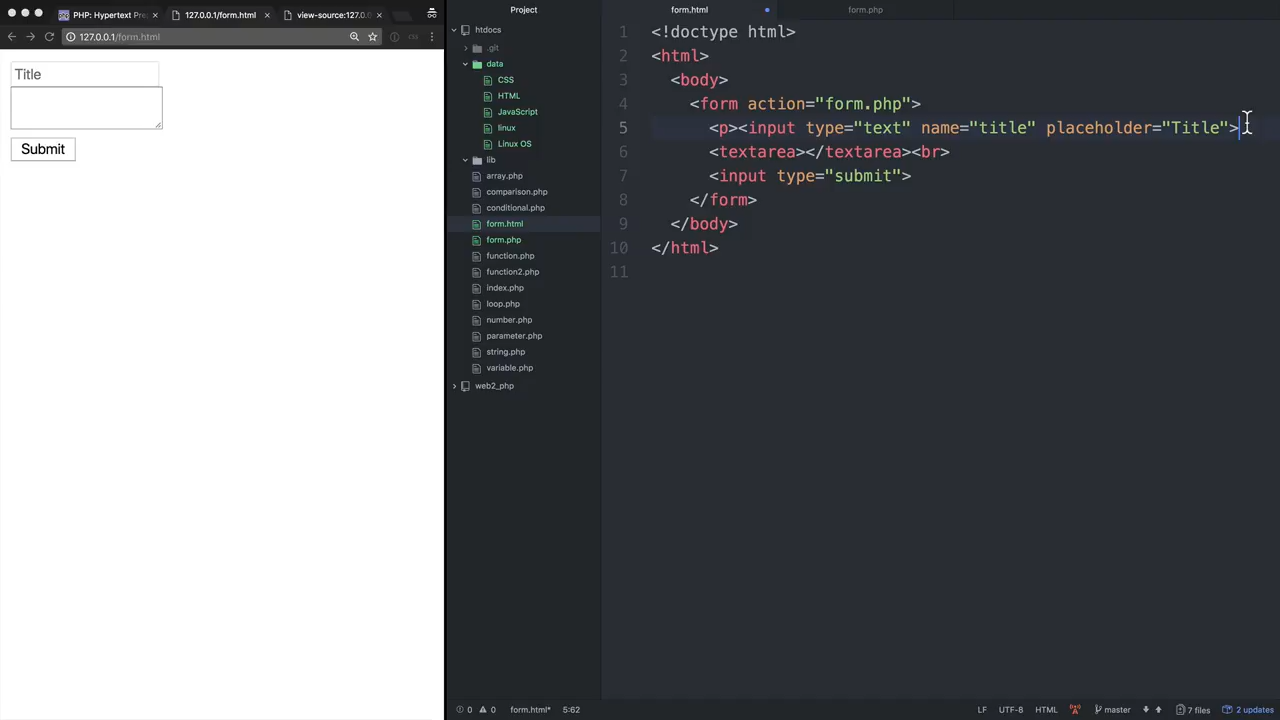 PHP: Hypertext Prep
127.0.0.1/form.html
view-source:127.0.0
127.0.0.1/form.html
Title
Submit
Project
htdocs
.git
data
CSS
HTML
JavaScript
linux
Linux OS
lib
array.php
comparison.php
conditional.php
form.html
form.php
function.php
function2.php
index.php
loop.php
number.php
parameter.php
string.php
variable.php
web2_php
form.html
form.php
1 <!doctype html>
2 <html>
3 <body>
4 <form action="form.php">
5 <p><input type="text" name="title" placeholder="Title">
6 <textarea></textarea><br>
7 <input type="submit">
8 </form>
9 </body>
10 </html>
11
0 0 form.html* 5:62
LF UTF-8 HTML master 7 files 2 updates